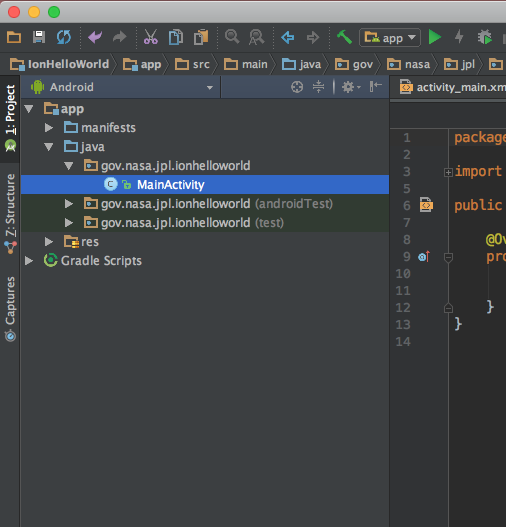 app
IonHelloWorld app src main java gov nasa jpl
1: Project
Android
app
manifests
java
gov.nasa.jpl.ionhelloworld
MainActivity
gov.nasa.jpl.ionhelloworld (androidTest)
gov.nasa.jpl.ionhelloworld (test)
res
Gradle Scripts
Z: Structure
Captures
activity_main.xm
1 package
3 import
5
6 public
7
8 @Ov
9 pro
10
11
12 }
13 }
14